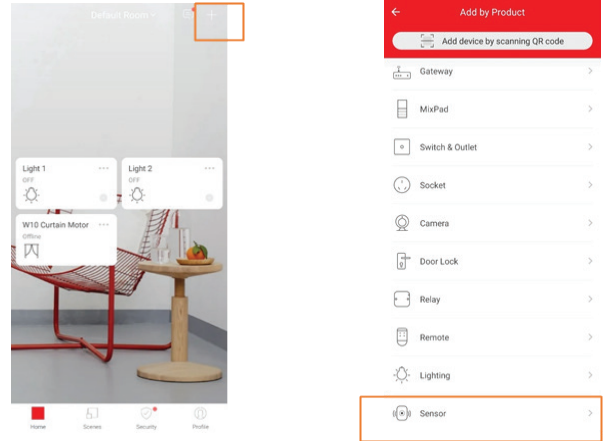 Default Room
Light 1
OFF
Light 2
OFF
W10 Curtain Motor
Offline
Home
Scenes
Security
Profile
Add by Product
Add device by scanning QR code
Gateway
MixPad
Switch & Outlet
Socket
Camera
Door Lock
Relay
Remote
Lighting
Sensor